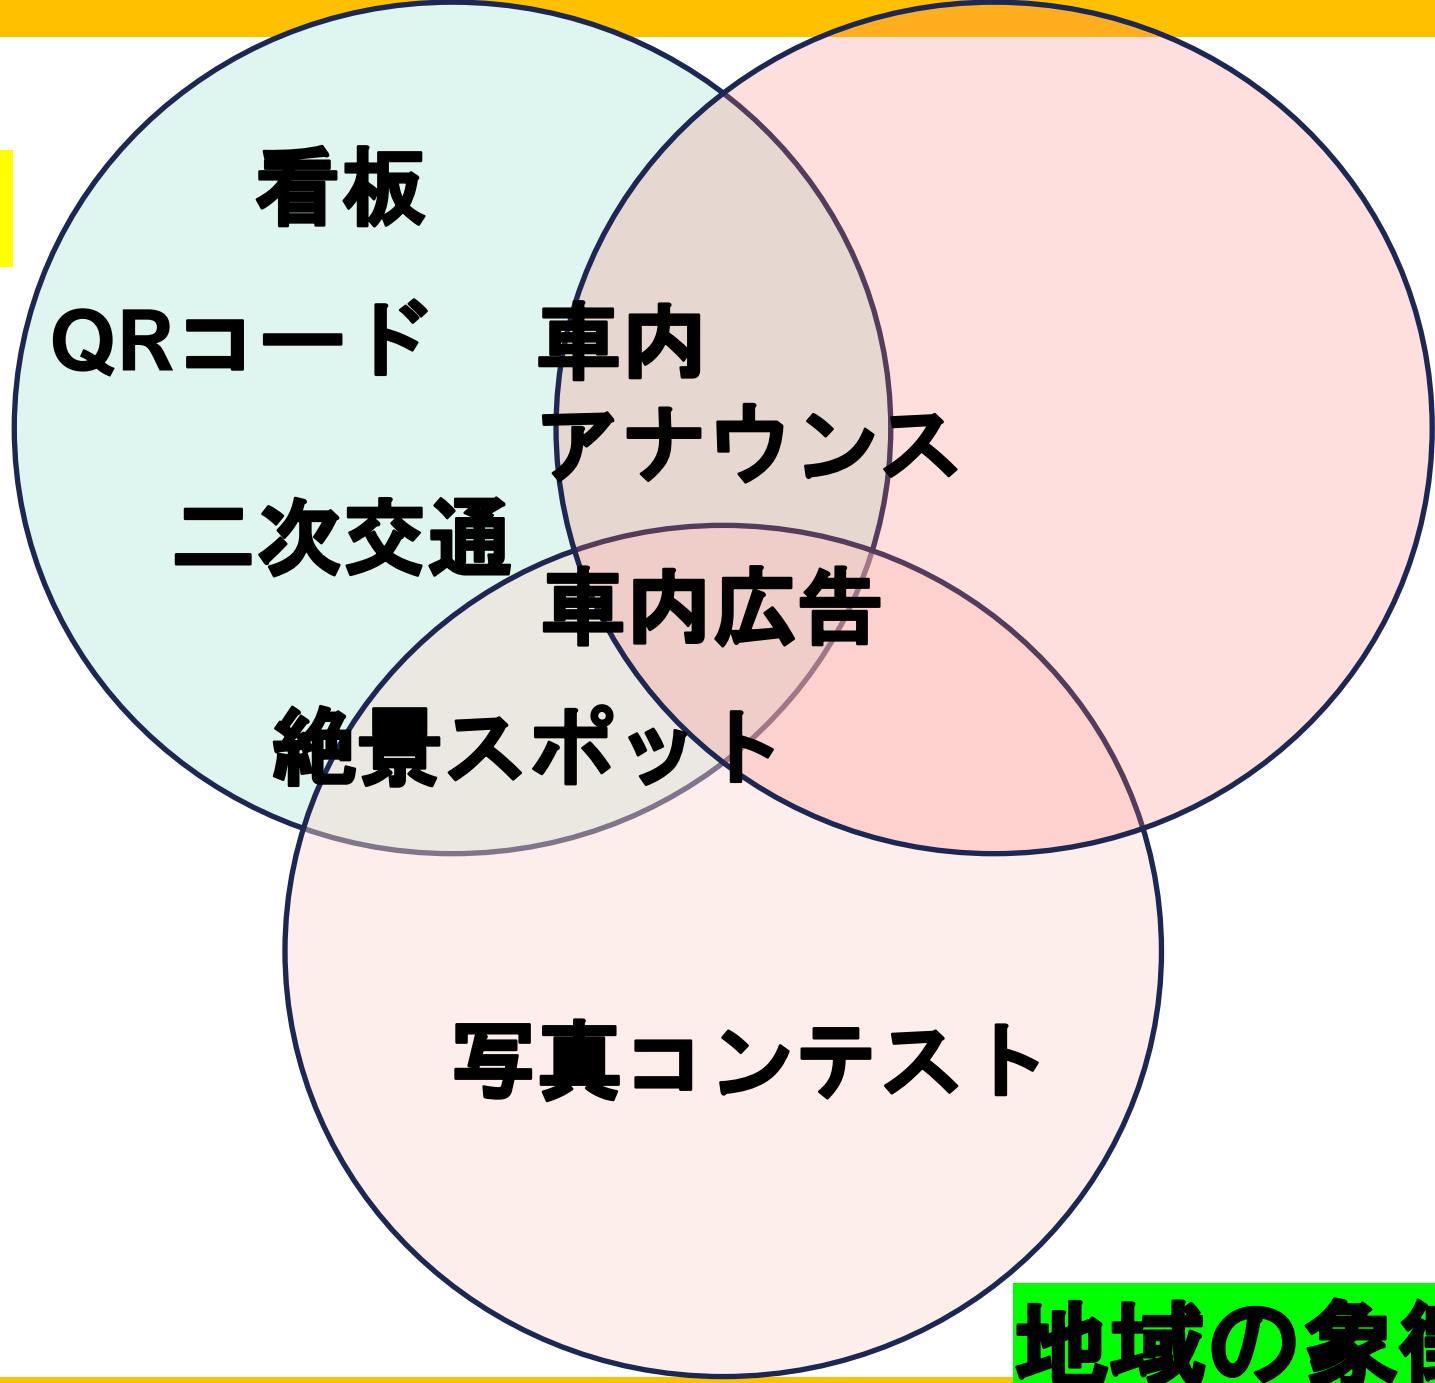 看板
QRコード
車内
アナウンス
二次交通
車内広告
絶景スポット
写真コンテスト
地域の象